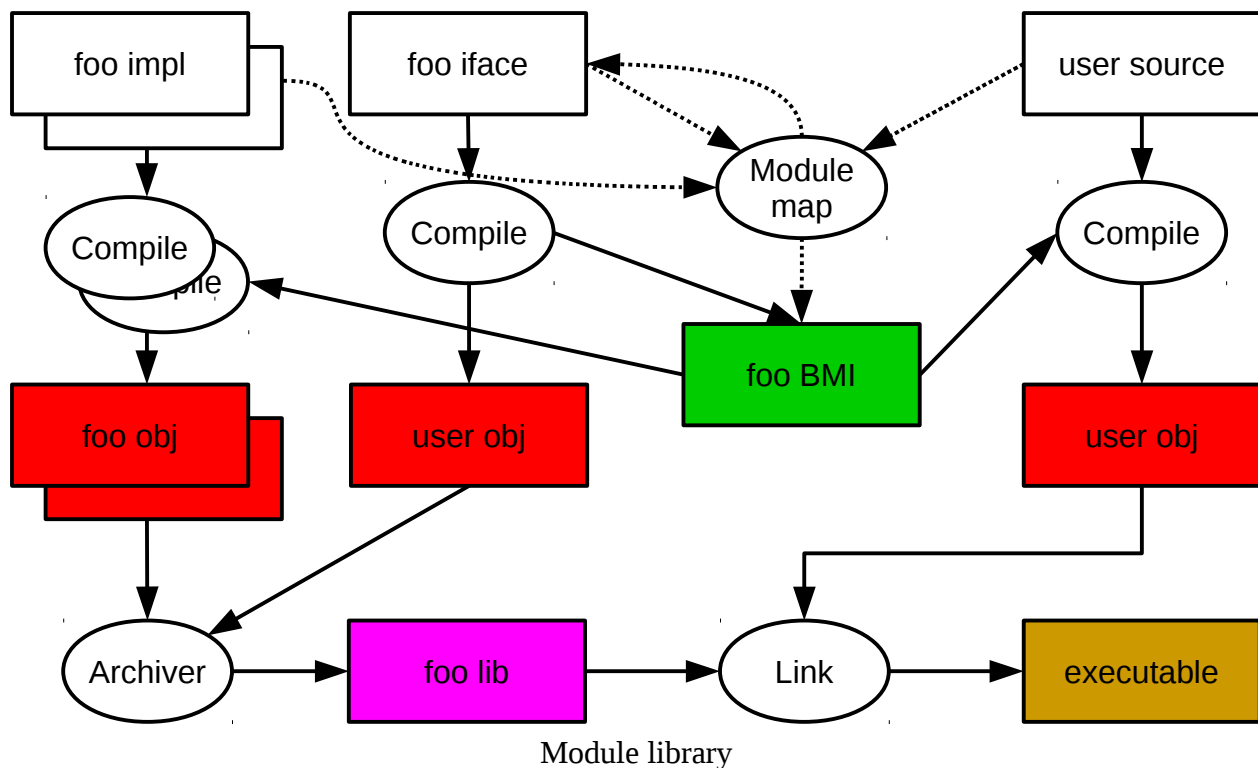 foo impl
foo iface
user source
Module
map
Compile
pile
Compile
Compile
foo BMI
foo obj
user obj
user obj
Archiver
foo lib
Link
executable
Module library